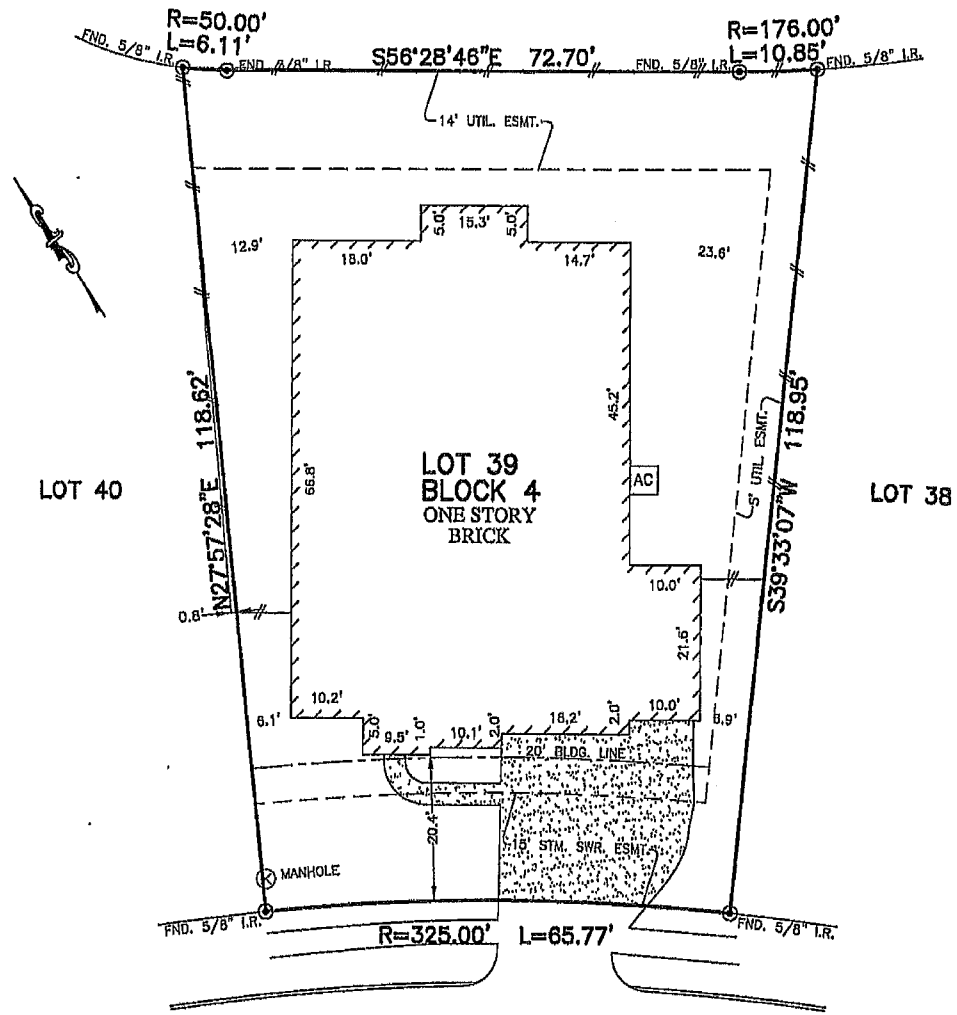 R=50.00'
L=6.11'
FND. 5/8" I.R.
FND. 5/8" I.R.
S56°28'46"E 72.70'
FND. 5/8" I.R.
R=176.00'
L=10.85'
FND. 5/8" I.R.
14' UTIL. ESMT.
5.0'
15.3'
5.0'
12.9'
18.0'
14.7'
23.6'
45.2'
118.62'
N27°57'28"E
66.8'
118.95'
S39°33'07"W
5' UTIL. ESMT.
LOT 40
LOT 39
BLOCK 4
ONE STORY
BRICK
AC
LOT 38
10.0'
0.8'
21.6'
10.2'
6.1'
5.0'
9.5'
1.0'
10.1'
2.0'
18.2'
2.0'
10.0'
20' BLDG. LINE
20.4'
15' STM. SWR. ESMT.
MANHOLE
FND. 5/8" I.R.
R=325.00' L=65.77'
FND. 5/8" I.R.